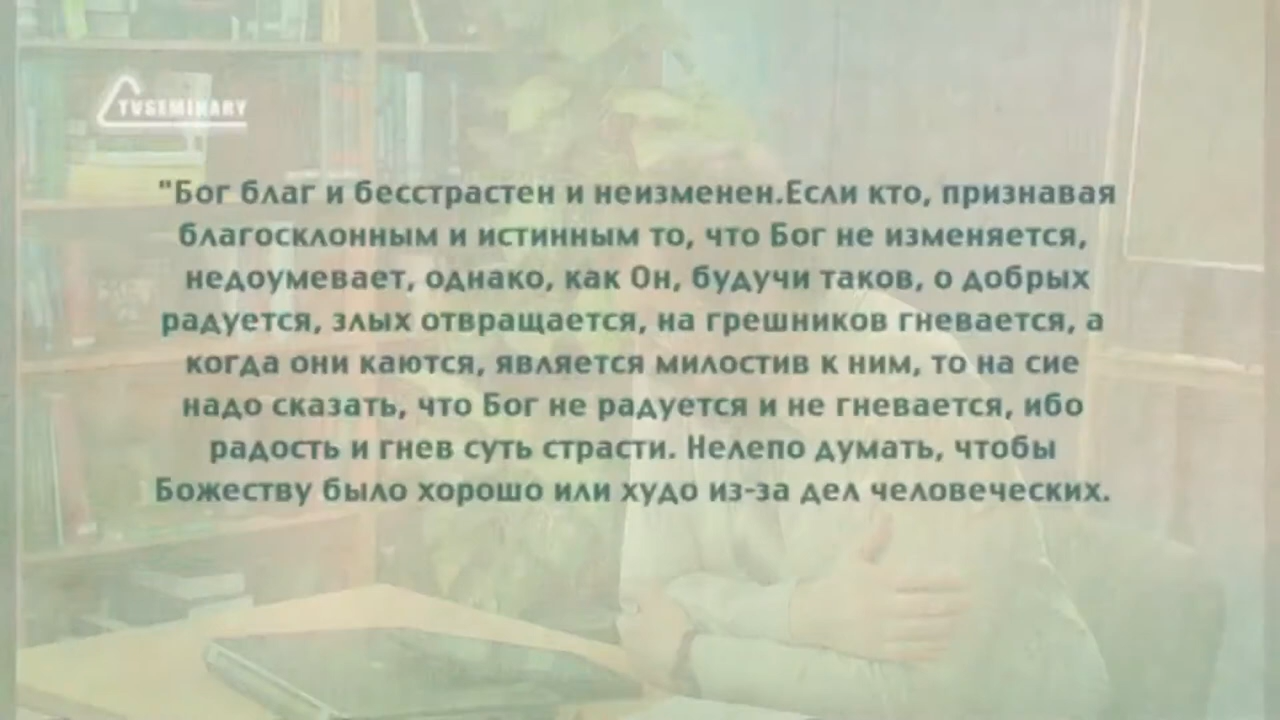 TVSEMINARY
"Бог благ и бесстрастен и неизменен.Если кто, признавая
благосклонным и истинным то, что Бог не изменяется,
недоумевает, однако, как Он, будучи таков, о добрых
радуется, злых отвращается, на грешников гневается, а
когда они каются, является милостив к ним, то на сие
надо сказать, что Бог не радуется и не гневается, ибо
радость и гнев суть страсти. Нелепо думать, чтобы
Божеству было хорошо или худо из-за дел человеческих.